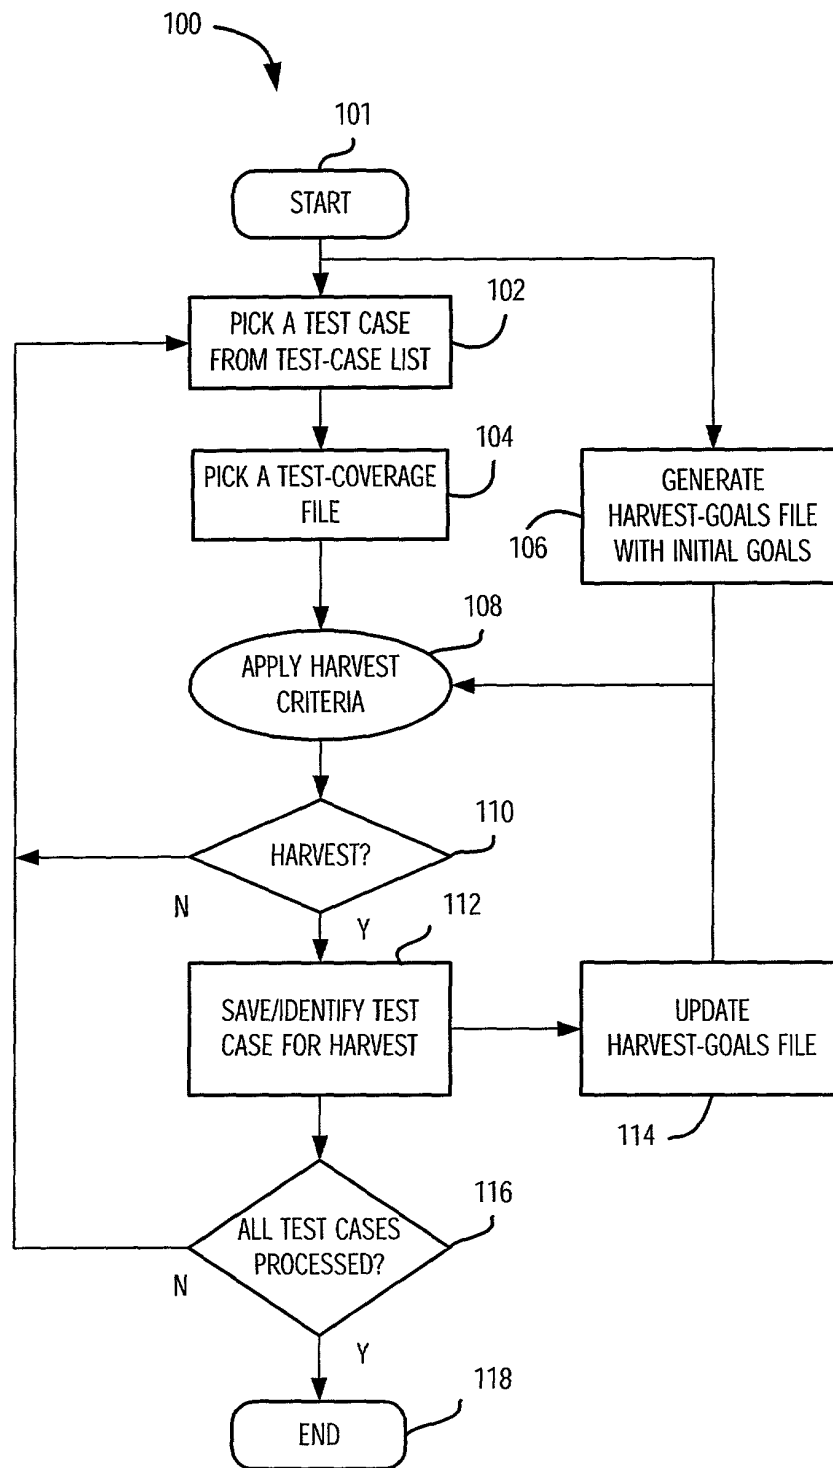 100
101
START
102
PICK A TEST CASE
FROM TEST-CASE LIST
104
PICK A TEST-COVERAGE
FILE
GENERATE
HARVEST-GOALS FILE
WITH INITIAL GOALS
106
108
APPLY HARVEST
CRITERIA
110
HARVEST?
N
Y
112
SAVE/IDENTIFY TEST
CASE FOR HARVEST
UPDATE
HARVEST-GOALS FILE
114
116
ALL TEST CASES
PROCESSED?
N
Y
118
END